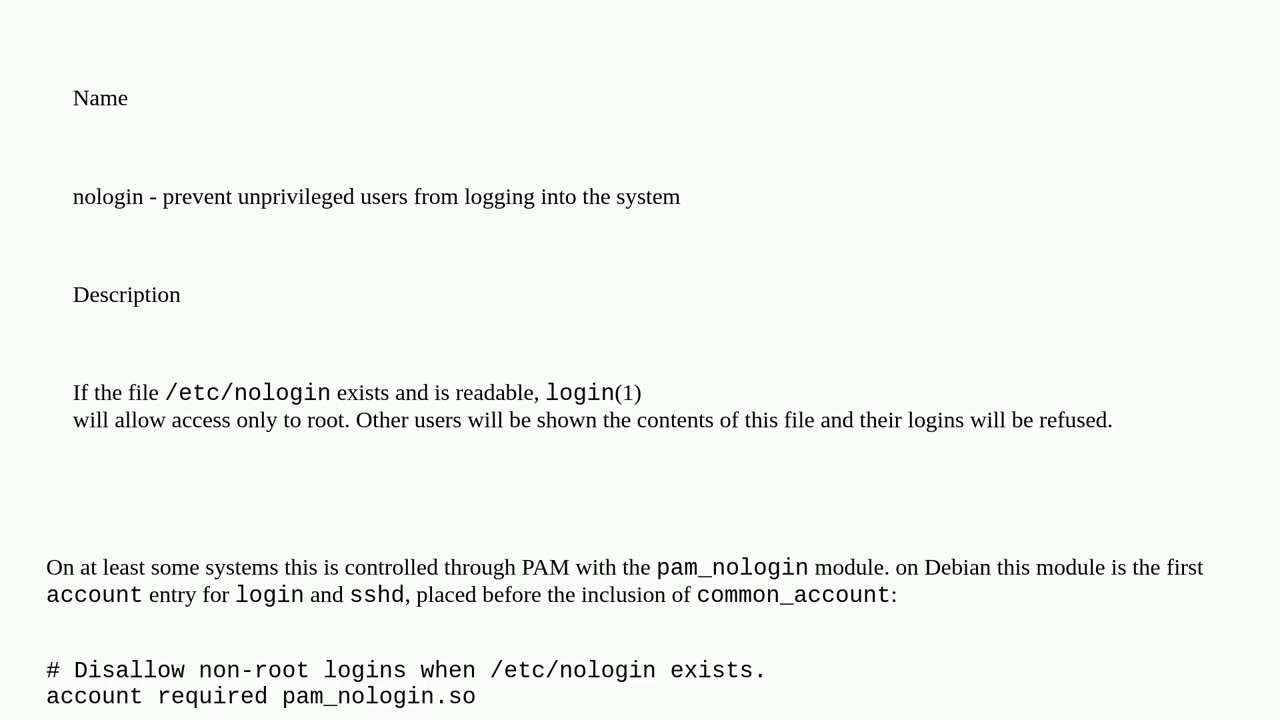 Name
nologin - prevent unprivileged users from logging into the system
Description
If the file /etc/nologin exists and is readable, login(1)
will allow access only to root. Other users will be shown the contents of this file and their logins will be refused.
On at least some systems this is controlled through PAM with the pam_nologin module. on Debian this module is the first
account entry for login and sshd, placed before the inclusion of common_account:
# Disallow non-root logins when /etc/nologin exists.
account required pam_nologin.so